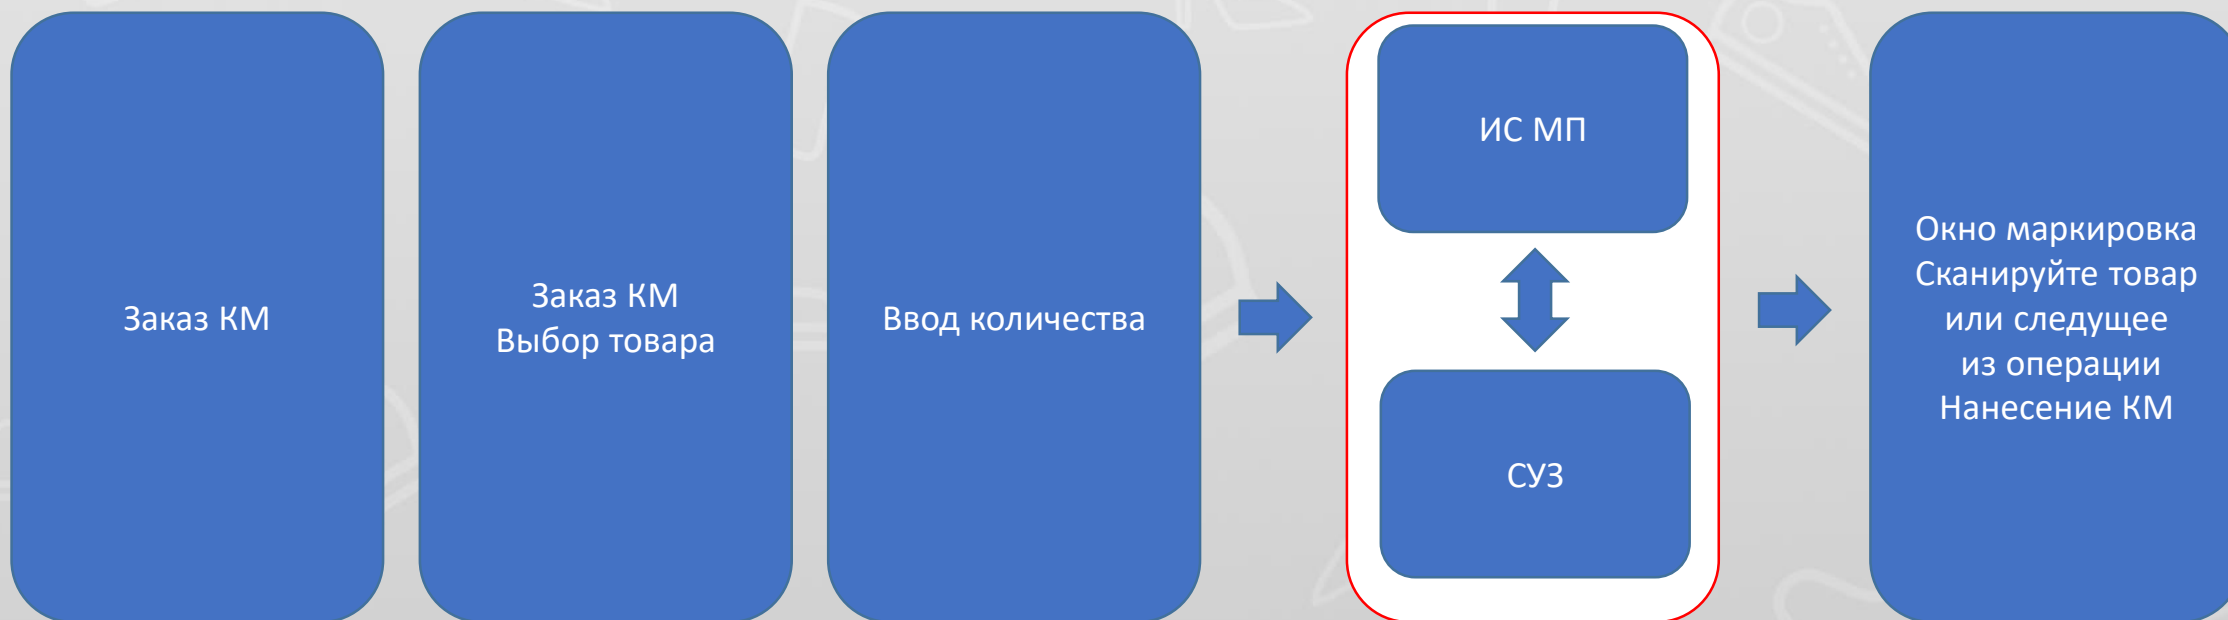 Заказ КМ
Заказ КМ
Выбор товара
Ввод количества
ИС МП
СУЗ
Окно маркировка
Сканируйте товар
или следущее
из операции
Нанесение КМ